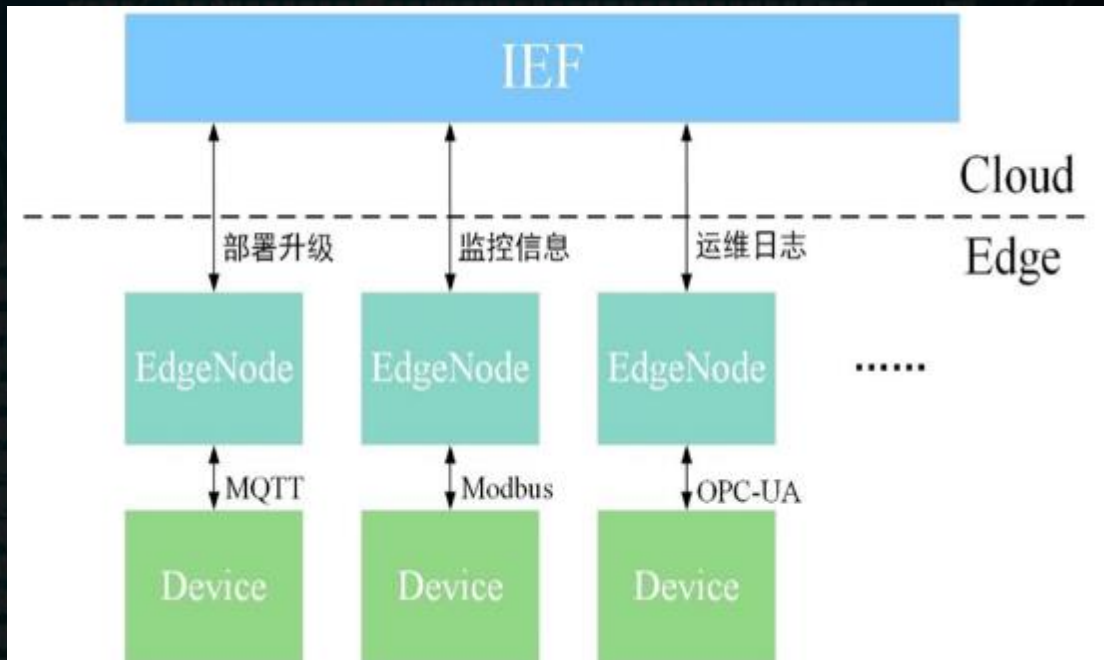 IEF
Cloud
部署升级
监控信息
运维日志
Edge
EdgeNode
EdgeNode
EdgeNode
......
MQTT
Modbus
OPC-UA
Device
Device
Device